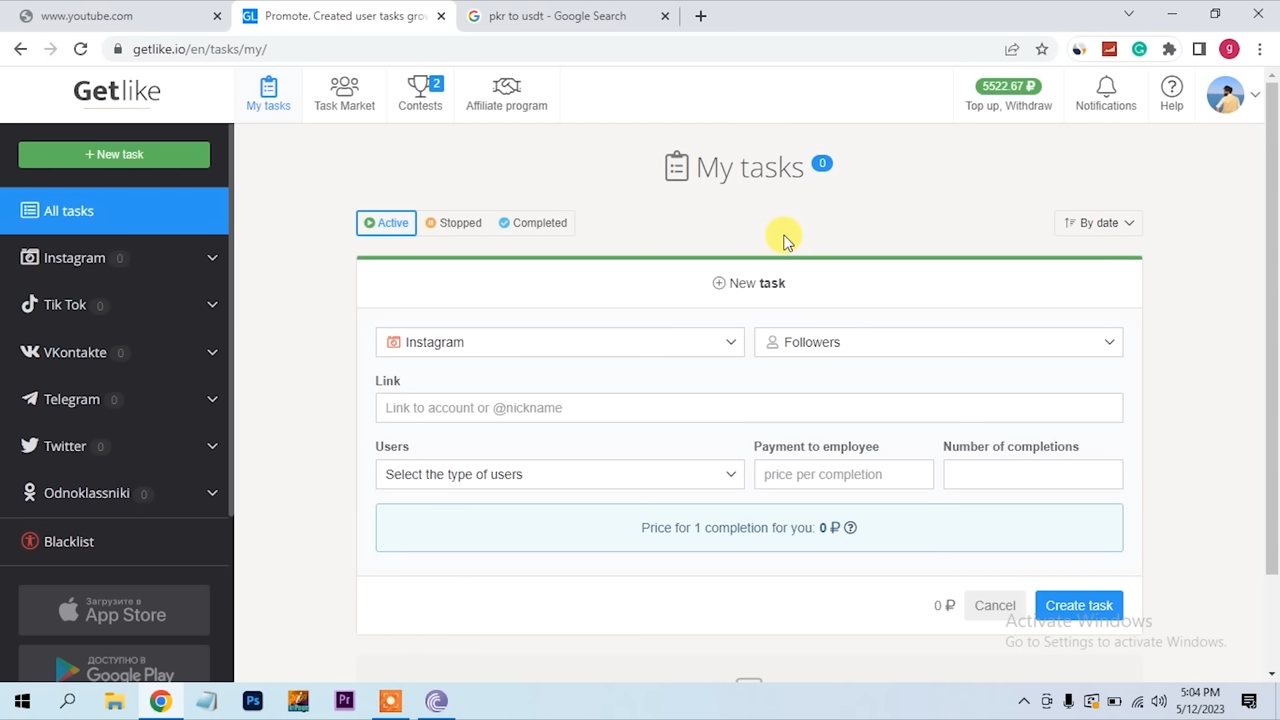 www.youtube.com
Promote. Created user tasks grow
pkr to usdt - Google Search
getlike.io/en/tasks/my/
g
Getlike
My tasks
Task Market
2
Contests
Affiliate program
5522.67 ₽
Top up, Withdraw
Notifications
Help
+ New task
All tasks
Instagram 0
Tik Tok 0
VKontakte 0
Telegram 0
Twitter 0
Odnoklassniki 0
Blacklist
Загрузите в
App Store
ДОСТУПНО В
Google Play
My tasks 0
Active
Stopped
Completed
By date
New task
Instagram
Followers
Link
Link to account or @nickname
Users
Payment to employee
Number of completions
Select the type of users
price per completion
Price for 1 completion for you: 0 ₽
0 ₽
Cancel
Create task
Activate Windows
Go to Settings to activate Windows.
5:04 PM
5/12/2023